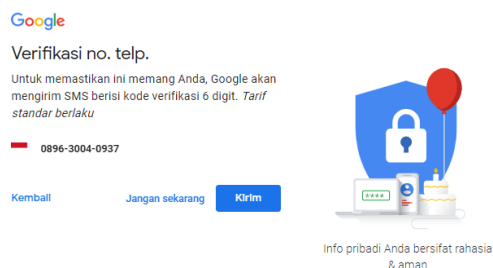 Google
Verifikasi no. telp.
Untuk memastikan ini memang Anda, Google akan
mengirim SMS berisi kode verifikasi 6 digit. Tarif
standar berlaku
0896-3004-0937
Kembali
Jangan sekarang
Kirim
****
Info pribadi Anda bersifat rahasia
& aman